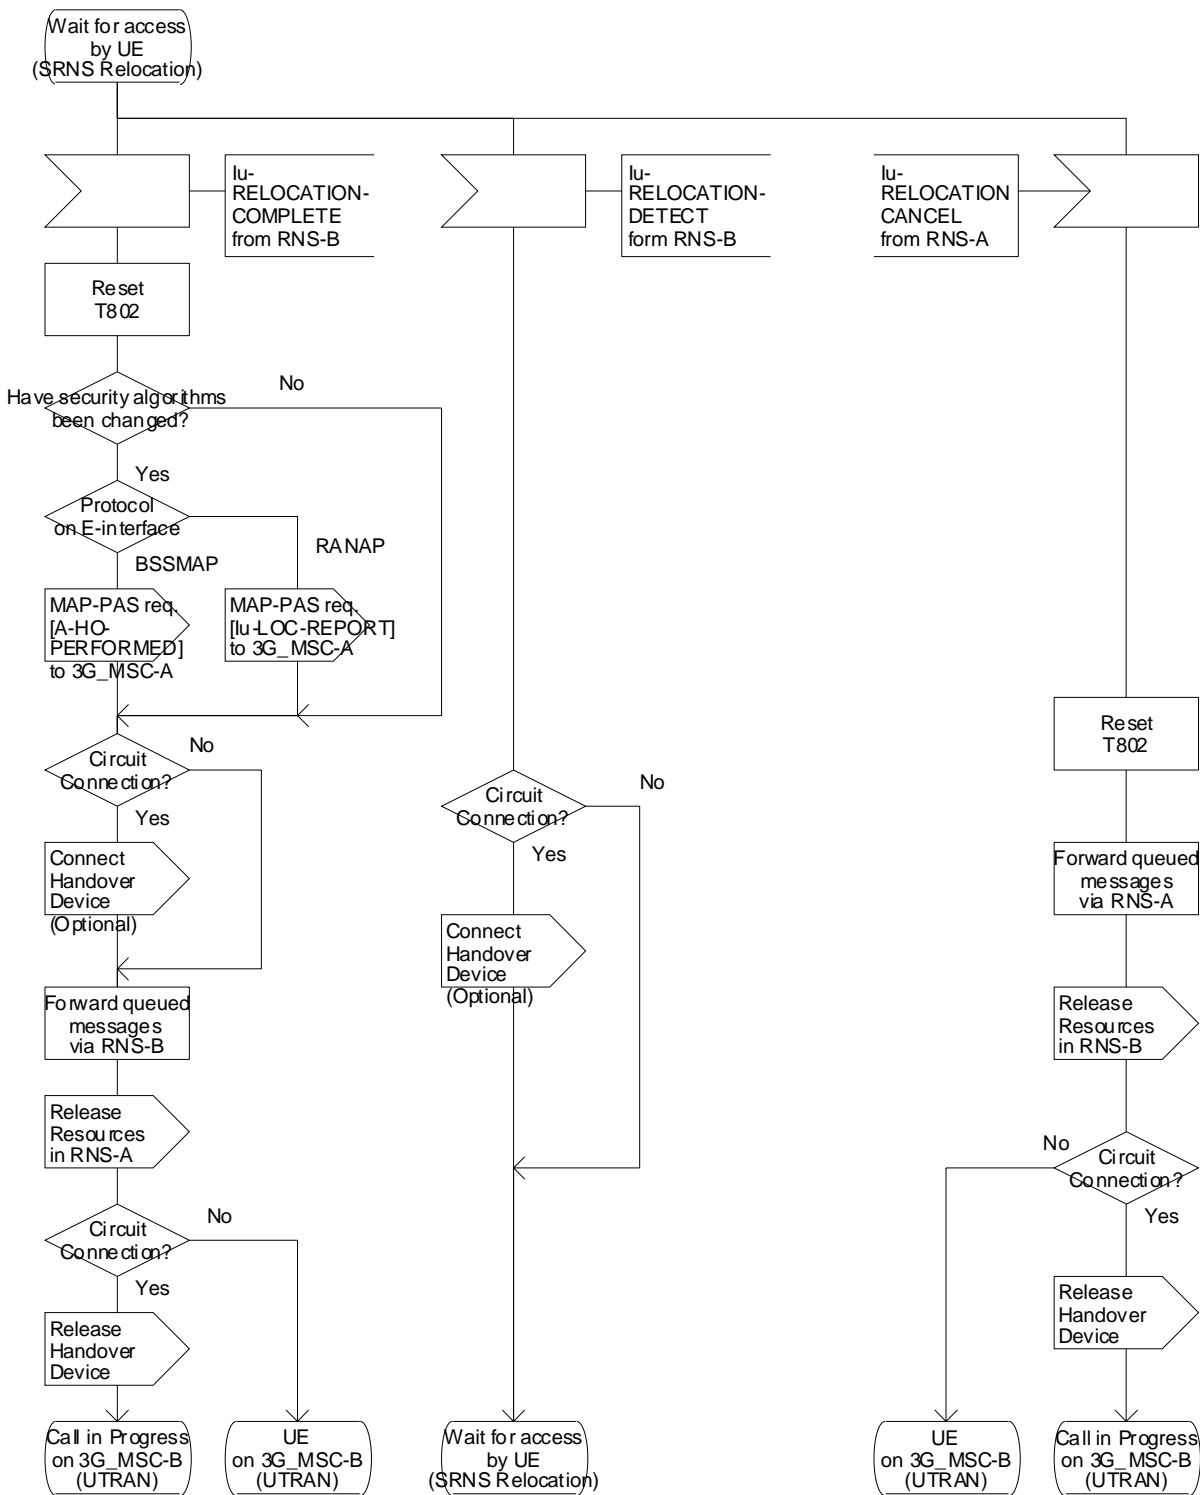 Wait for access
by UE
(SRNS Relocation)
Iu-
RELOCATION-
COMPLETE
from RNS-B
Iu-
RELOCATION-
DETECT
form RNS-B
Iu-
RELOCATION
CANCEL
from RNS-A
Reset
T802
Have security algorithms
been changed?
No
Yes
Protocol
on E-interface
BSSMAP
RANAP
MAP-PAS req.
[A-HO-
PERFORMED]
to 3G_MSC-A
MAP-PAS req.
[Iu-LOC-REPORT]
to 3G_MSC-A
Circuit
Connection?
No
Yes
Connect
Handover
Device
(Optional)
Forward queued
messages
via RNS-B
Release
Resources
in RNS-A
Circuit
Connection?
No
Yes
Release
Handover
Device
Call in Progress
on 3G_MSC-B
(UTRAN)
UE
on 3G_MSC-B
(UTRAN)
Circuit
Connection?
No
Yes
Connect
Handover
Device
(Optional)
Wait for access
by UE
(SRNS Relocation)
Reset
T802
Forward queued
messages
via RNS-A
Release
Resources
in RNS-B
No
Circuit
Connection?
Yes
Release
Handover
Device
UE
on 3G_MSC-B
(UTRAN)
Call in Progress
on 3G_MSC-B
(UTRAN)